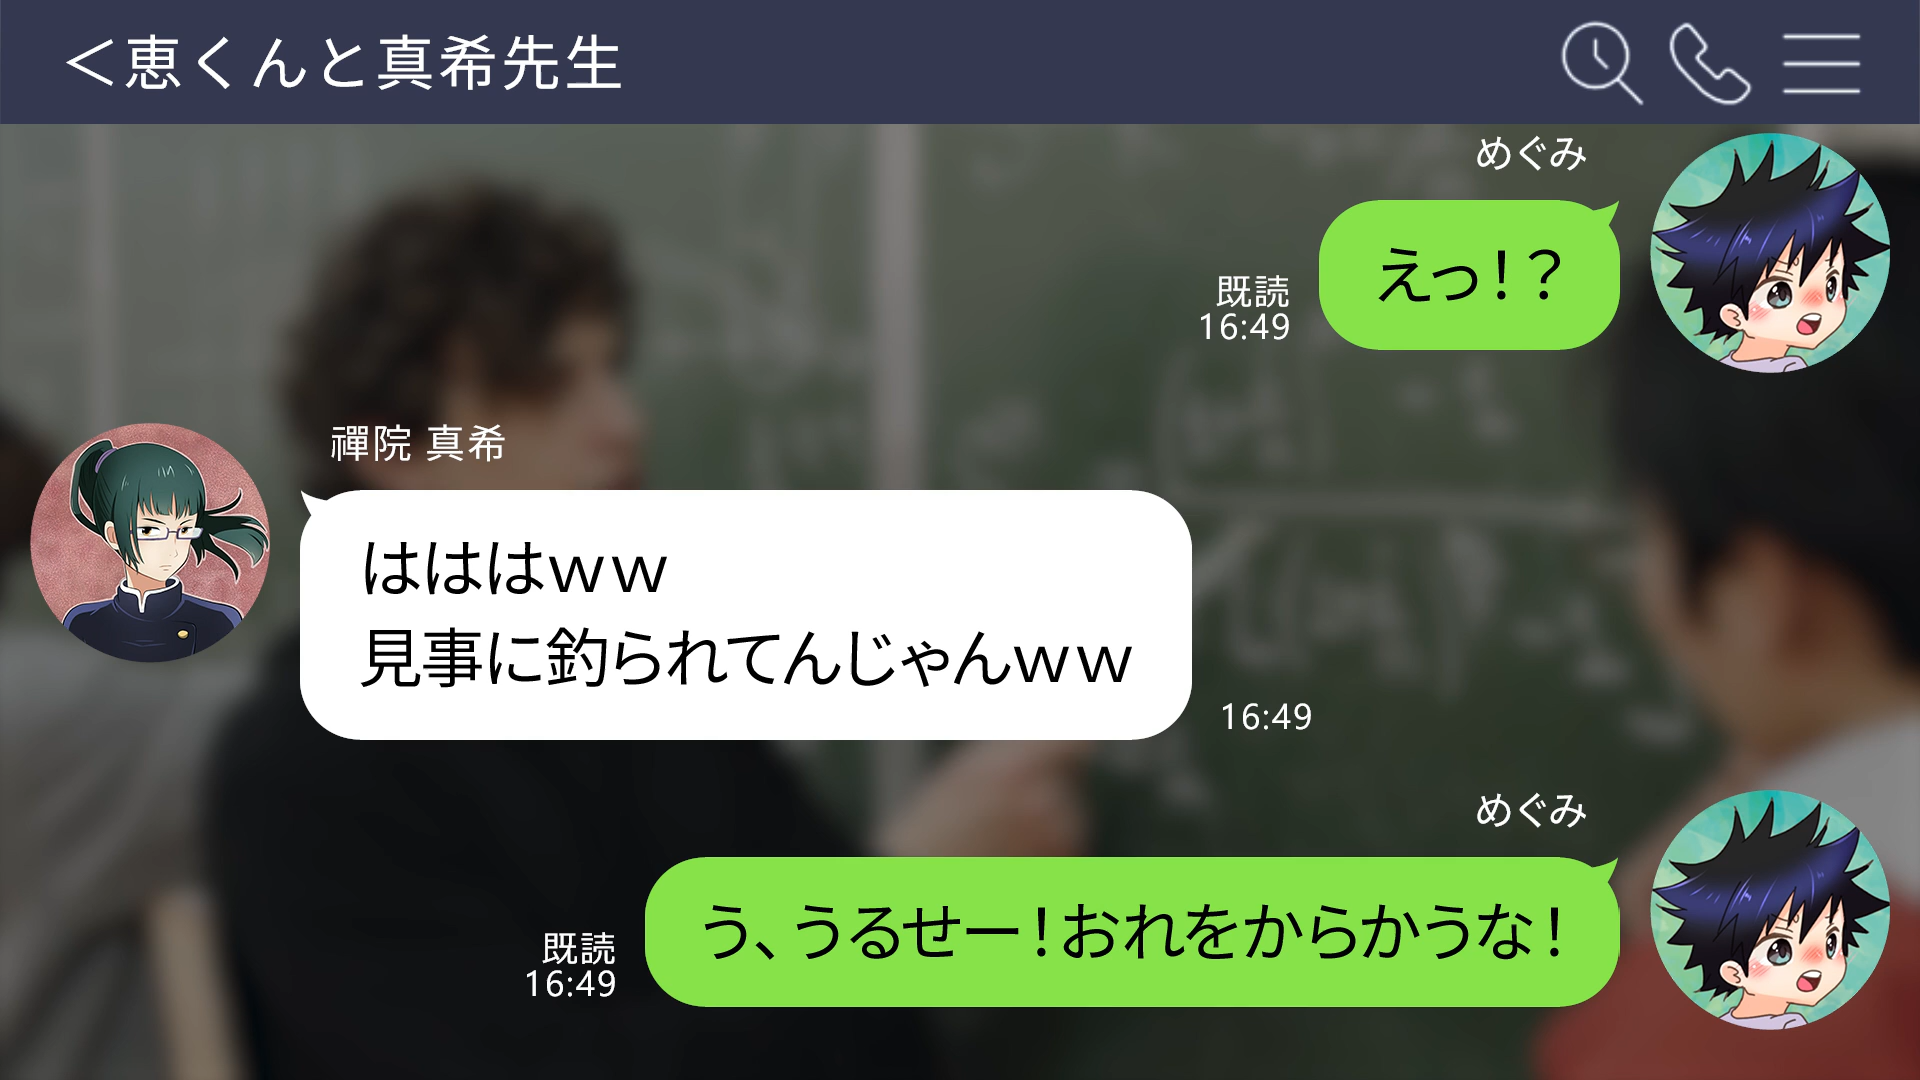 ＜恵くんと真希先生
めぐみ
えっ！？
既読
16:49
禪院 真希
はははｗｗ
見事に釣られてんじゃんｗｗ
16:49
めぐみ
う、うるせー！おれをからかうな！
既読
16:49